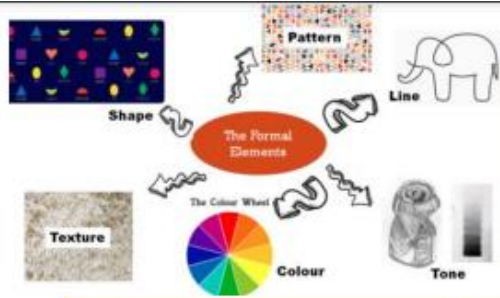 Pattern
Line
Shape
The Formal
Elements
The Colour Wheel
Texture
Colour
Tone